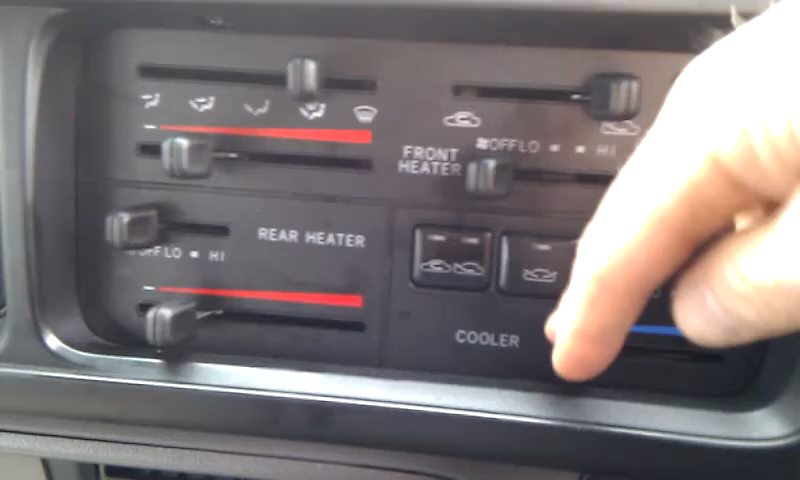 FRONT
HEATER
OFF LO HI
REAR HEATER
OFF LO HI
COOLER